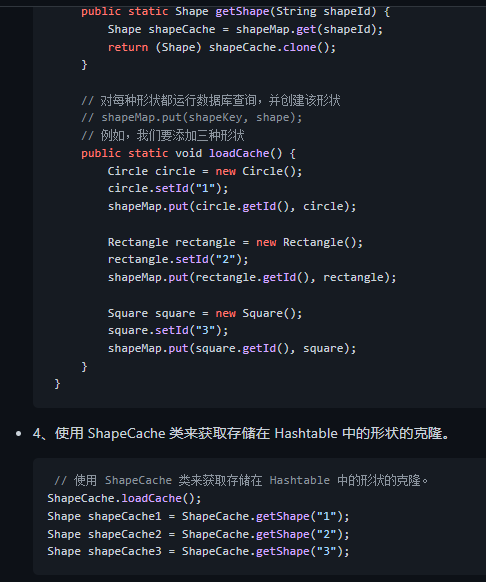 public static Shape getShape(String shapeId) {
Shape shapeCache = shapeMap.get(shapeId);
return (Shape) shapeCache.clone();
}
// 对每种形状都运行数据库查询，并创建该形状
// shapeMap.put(shapeKey, shape);
// 例如，我们要添加三种形状
public static void loadCache() {
Circle circle = new Circle();
circle.setId("1");
shapeMap.put(circle.getId(), circle);
Rectangle rectangle = new Rectangle();
rectangle.setId("2");
shapeMap.put(rectangle.getId(), rectangle);
Square square = new Square();
square.setId("3");
shapeMap.put(square.getId(), square);
}
}
4、使用 ShapeCache 类来获取存储在 Hashtable 中的形状的克隆。
// 使用 ShapeCache 类来获取存储在 Hashtable 中的形状的克隆。
ShapeCache.loadCache();
Shape shapeCache1 = ShapeCache.getShape("1");
Shape shapeCache2 = ShapeCache.getShape("2");
Shape shapeCache3 = ShapeCache.getShape("3");